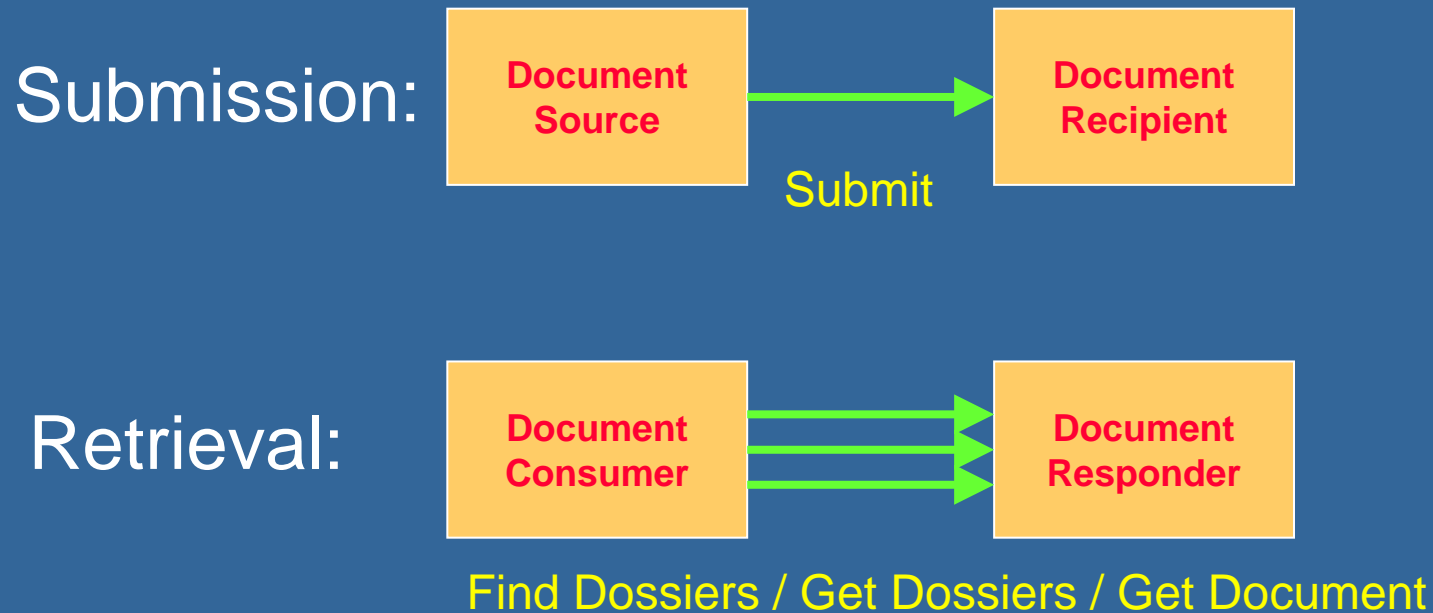 Submission:
Document
Source
Document
Recipient
Submit
Retrieval:
Document
Consumer
Document
Responder
Find Dossiers / Get Dossiers / Get Document